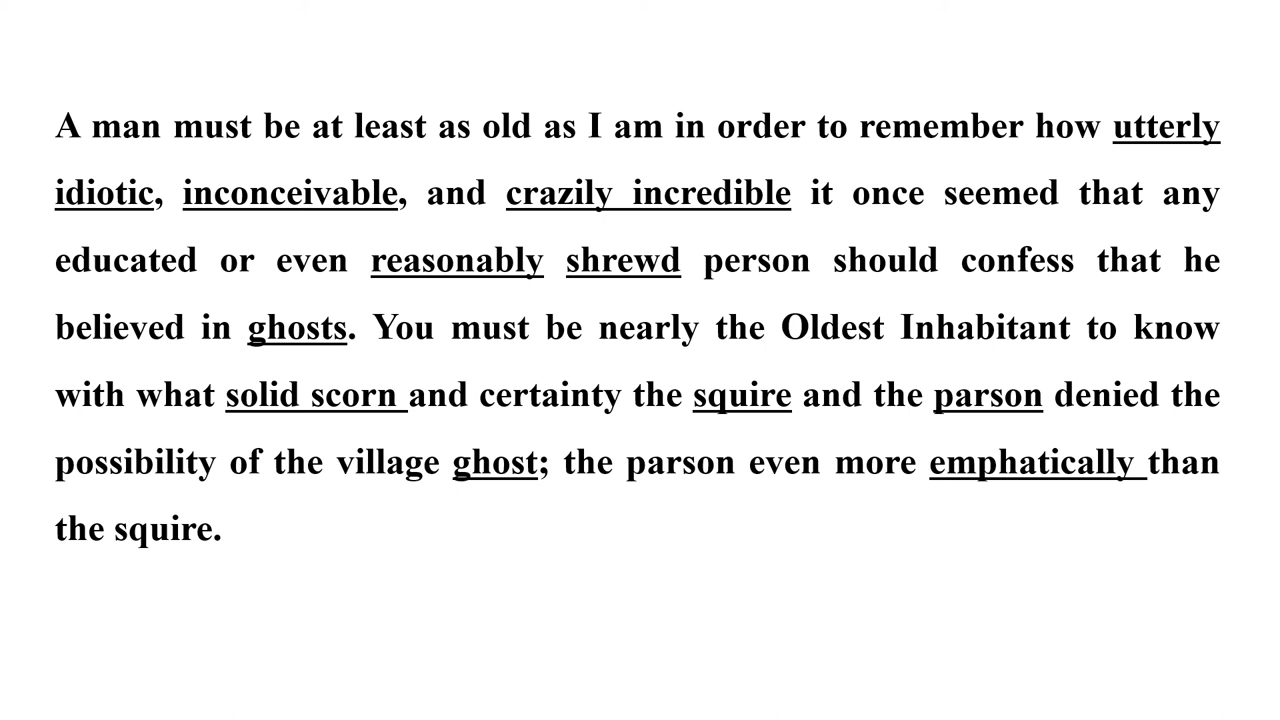 A man must be at least as old as I am in order to remember how utterly
idiotic, inconceivable, and crazily incredible it once seemed that any
educated or even reasonably shrewd person should confess that he
believed in ghosts. You must be nearly the Oldest Inhabitant to know
with what solid scorn and certainty the squire and the parson denied the
possibility of the village ghost; the parson even more emphatically than
the squire.